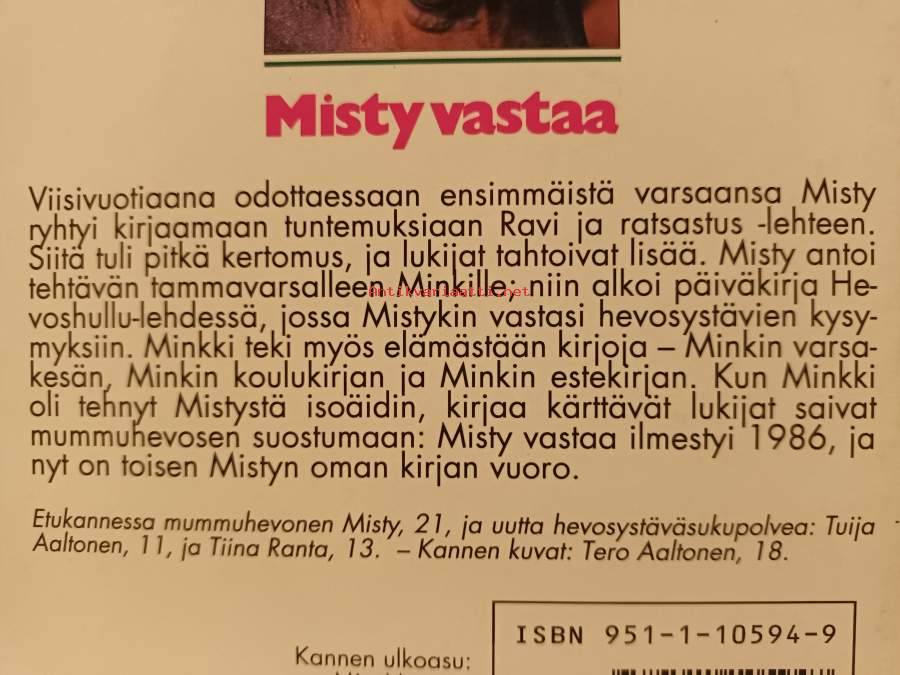 Misty vastaa
Viisivuotiaana odottaessaan ensimmäistä varsaansa Misty
ryhtyi kirjaamaan tuntemuksiaan Ravi ja ratsastus -lehteen.
Siitä tuli pitkä kertomus, ja lukijat tahtoivat lisää. Misty antoi
tehtävän tammavarsalleen Minkille, niin alkoi päiväkirja He-
voshullu-lehdessä, jossa Mistykin vastasi hevosystävien kysy-
myksiin. Minkki teki myös elämästään kirjoja – Minkin varsa-
kesän, Minkin koulukirjan ja Minkin estekirjan. Kun Minkki
oli tehnyt Mistystä isoäidin, kirjaa kärttävät lukijat saivat
mummuhevosen suostumaan: Misty vastaa ilmestyi 1986, ja
nyt on toisen Mistyn oman kirjan vuoro.
Etukannessa mummuhevonen Misty, 21, ja uutta hevosystäväsukupolvea: Tuija
Aaltonen, 11, ja Tiina Ranta, 13. – Kannen kuvat: Tero Aaltonen, 18.
ISBN 951-1-10594-9
Kannen ulkoasu:
antikvariaatti.net